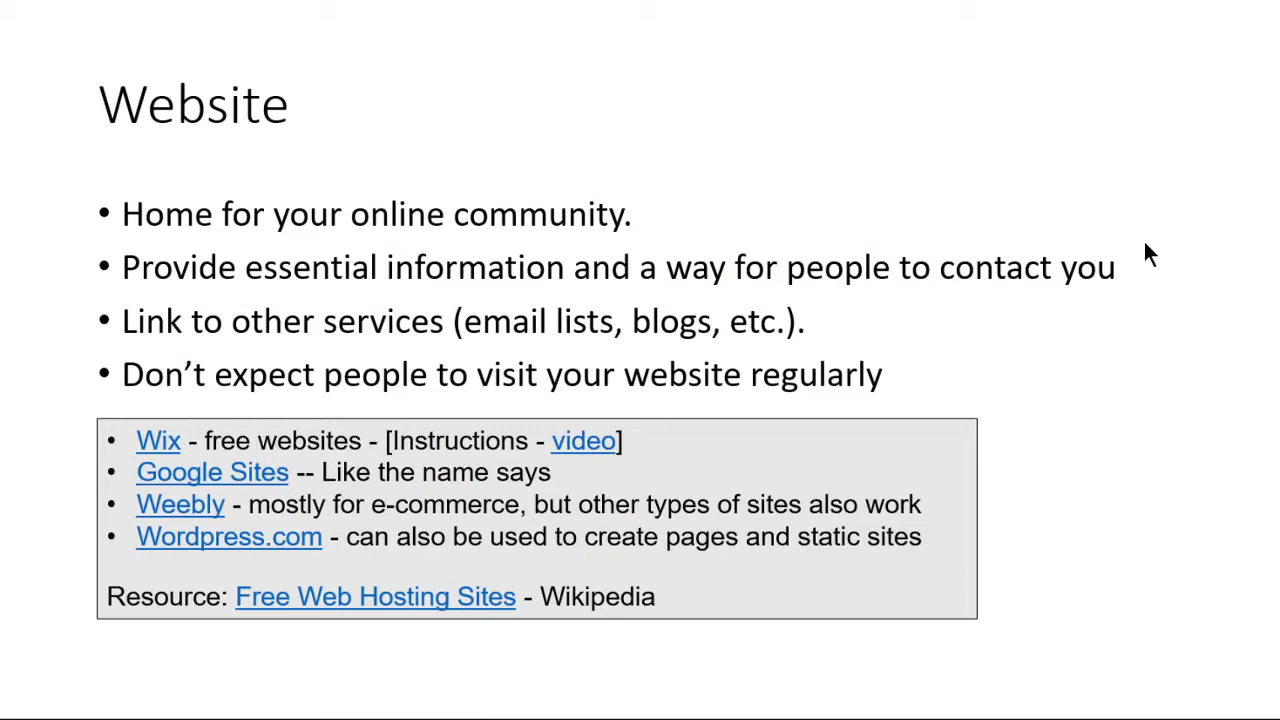 Website
• Home for your online community.
• Provide essential information and a way for people to contact you
• Link to other services (email lists, blogs, etc.).
• Don’t expect people to visit your website regularly
• Wix - free websites - [Instructions - video]
• Google Sites -- Like the name says
• Weebly - mostly for e-commerce, but other types of sites also work
• Wordpress.com - can also be used to create pages and static sites
Resource: Free Web Hosting Sites - Wikipedia